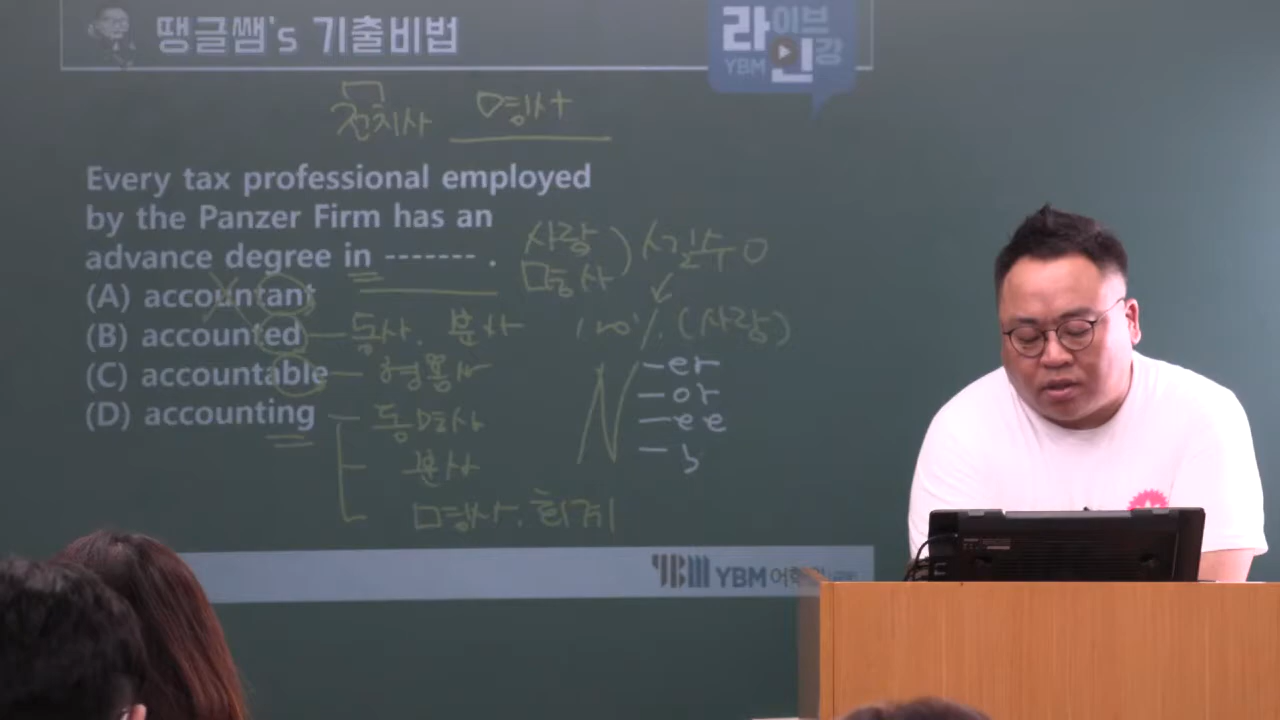 땡글쌤's 기출비법
라이브
YBM 인강
전치사 명사
Every tax professional employed
by the Panzer Firm has an
advance degree in ------- .
(A) accountant
(B) accounted
(C) accountable
(D) accounting
사람 ) 셀수o
명사
100% (사람)
동사. 분사
형용사
동명사
분사
명사. 회계
N
-er
-or
-ee
YBM YBM